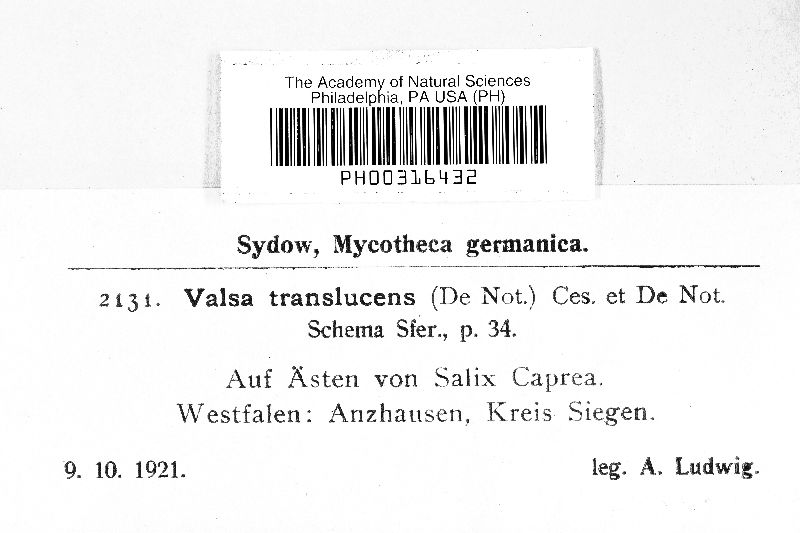 The Academy of Natural Sciences
Philadelphia, PA USA (PH)
PH00316432
Sydow, Mycotheca germanica.
2131. Valsa translucens (De Not.) Ces. et De Not.
Schema Sfer., p. 34.
Auf Ästen von Salix Caprea.
Westfalen: Anzhausen, Kreis Siegen.
9. 10. 1921. leg. A. Ludwig.